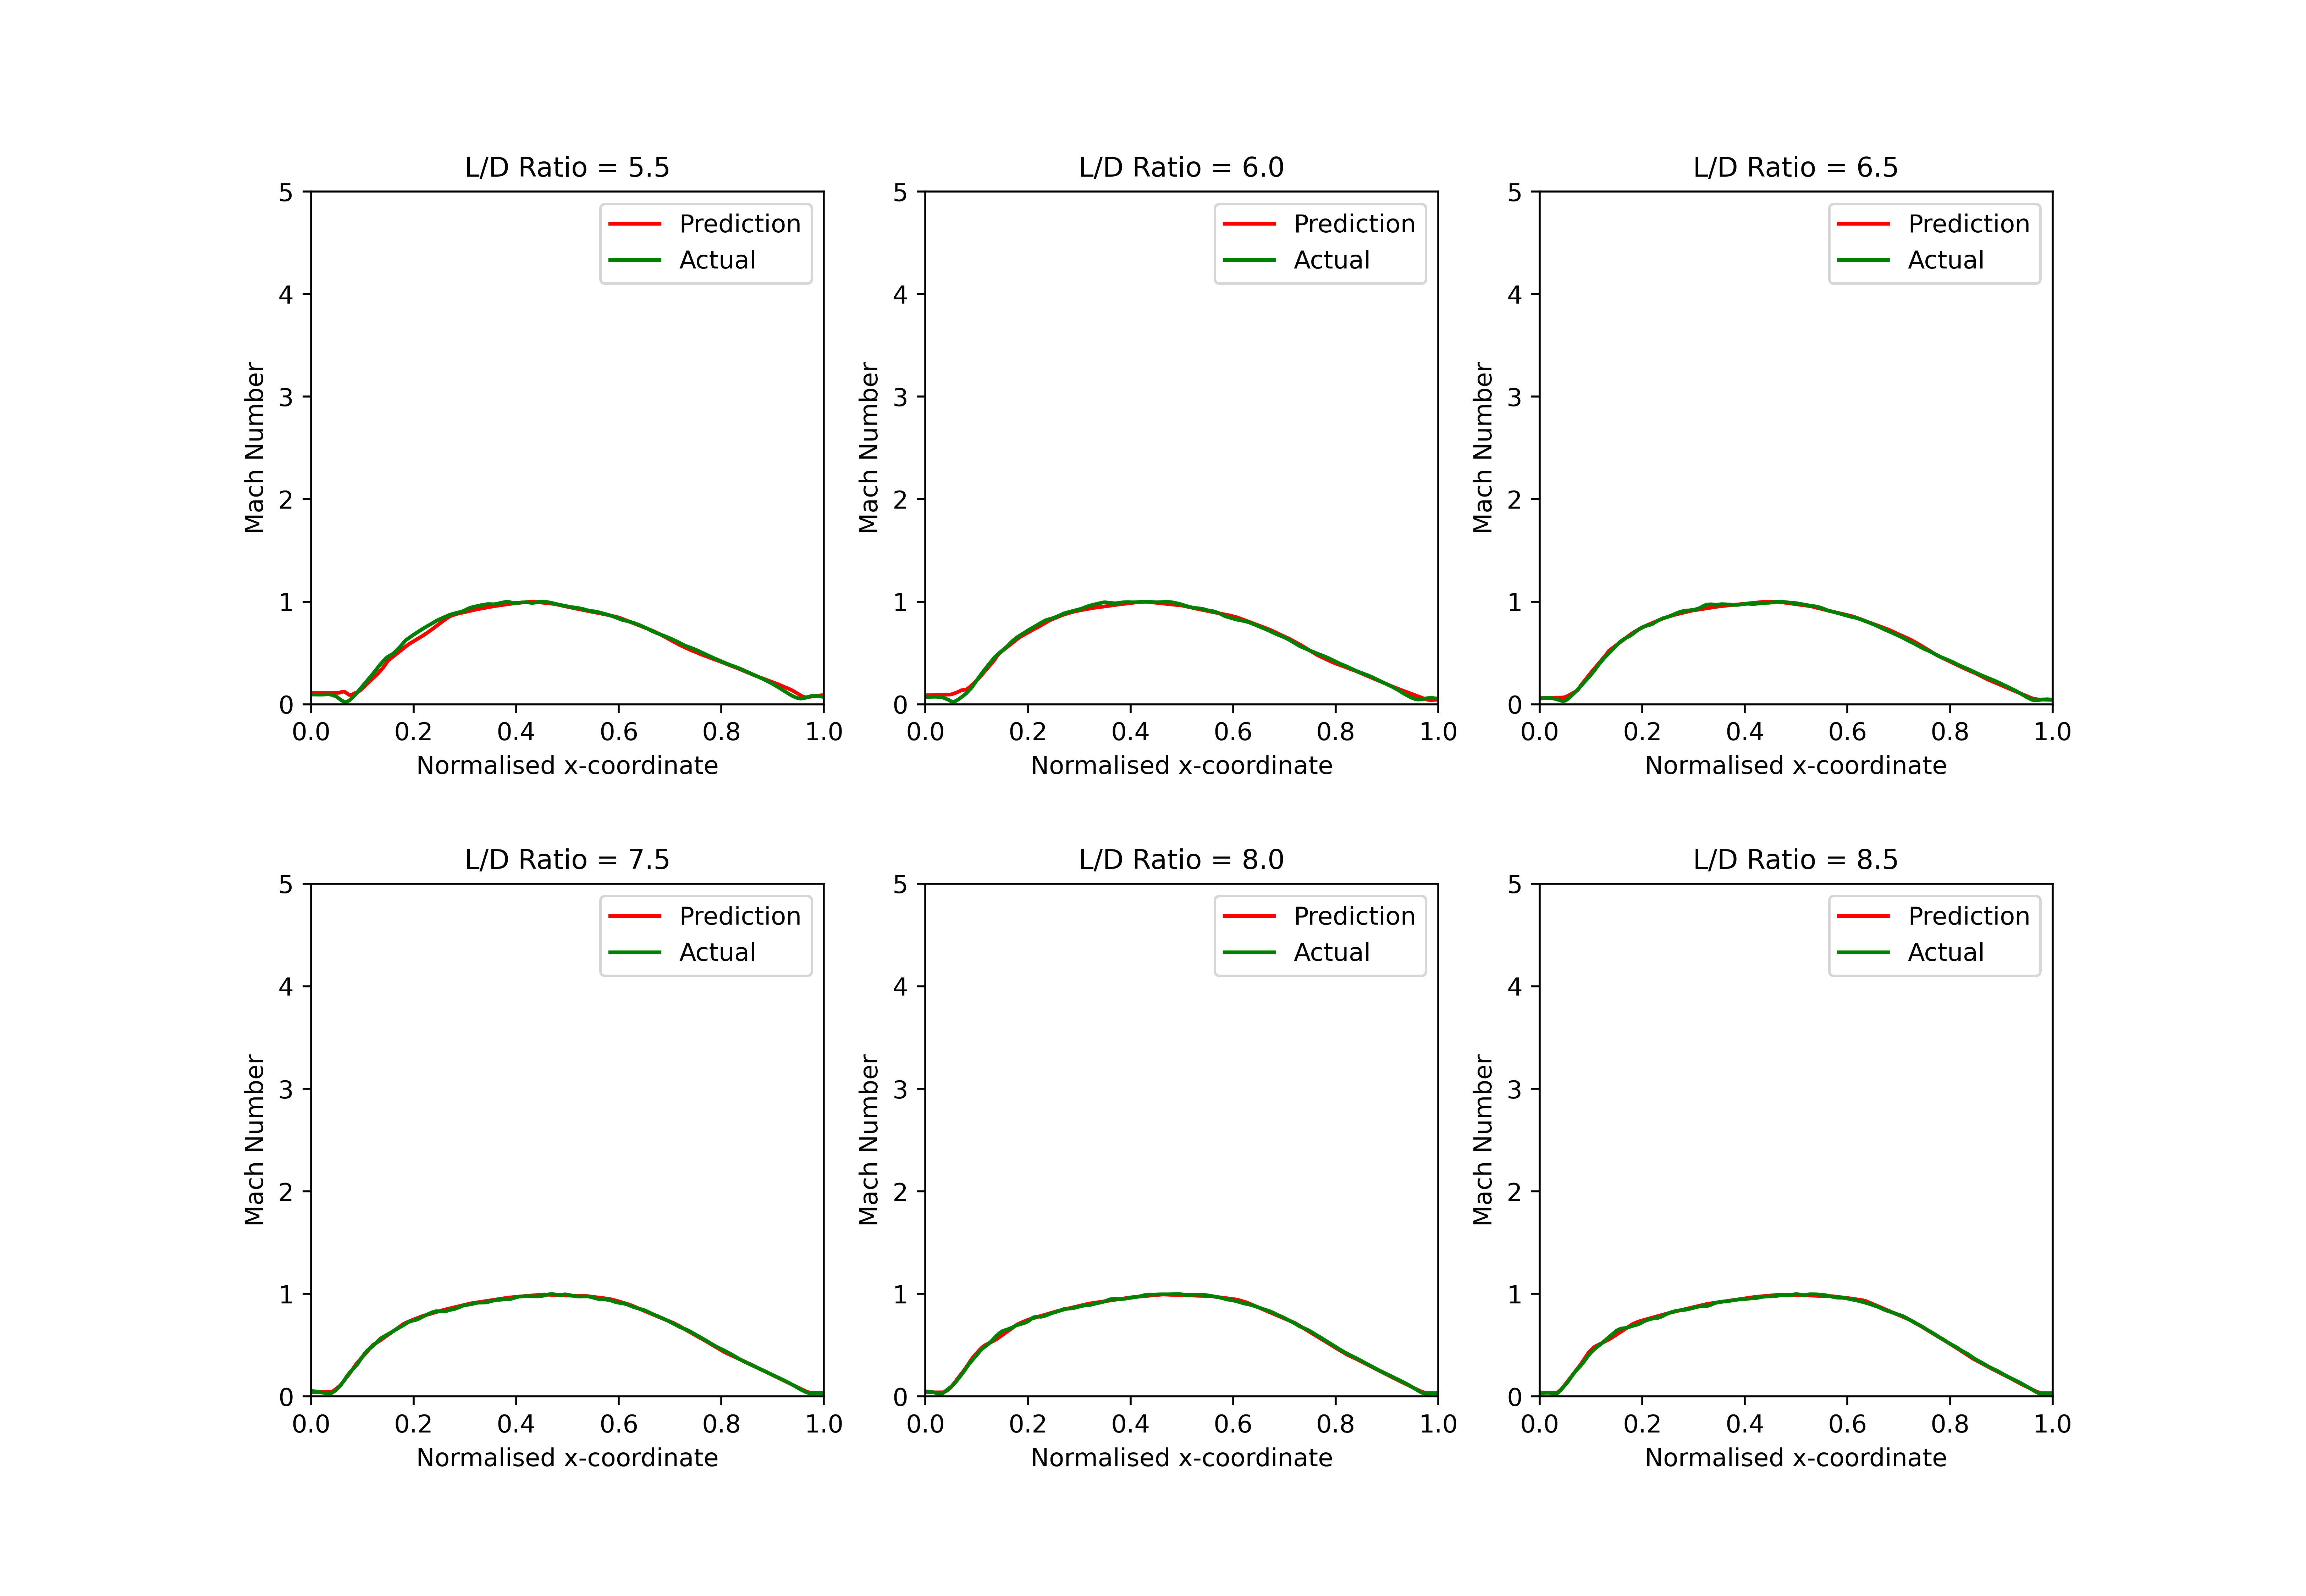 L/D Ratio = 5.5
5
4
3
2
1
0
Mach Number
Prediction
Actual
0.0 0.2 0.4 0.6 0.8 1.0
Normalised x-coordinate
L/D Ratio = 6.0
5
4
3
2
1
0
Mach Number
Prediction
Actual
0.0 0.2 0.4 0.6 0.8 1.0
Normalised x-coordinate
L/D Ratio = 6.5
5
4
3
2
1
0
Mach Number
Prediction
Actual
0.0 0.2 0.4 0.6 0.8 1.0
Normalised x-coordinate
L/D Ratio = 7.5
5
4
3
2
1
0
Mach Number
Prediction
Actual
0.0 0.2 0.4 0.6 0.8 1.0
Normalised x-coordinate
L/D Ratio = 8.0
5
4
3
2
1
0
Mach Number
Prediction
Actual
0.0 0.2 0.4 0.6 0.8 1.0
Normalised x-coordinate
L/D Ratio = 8.5
5
4
3
2
1
0
Mach Number
Prediction
Actual
0.0 0.2 0.4 0.6 0.8 1.0
Normalised x-coordinate